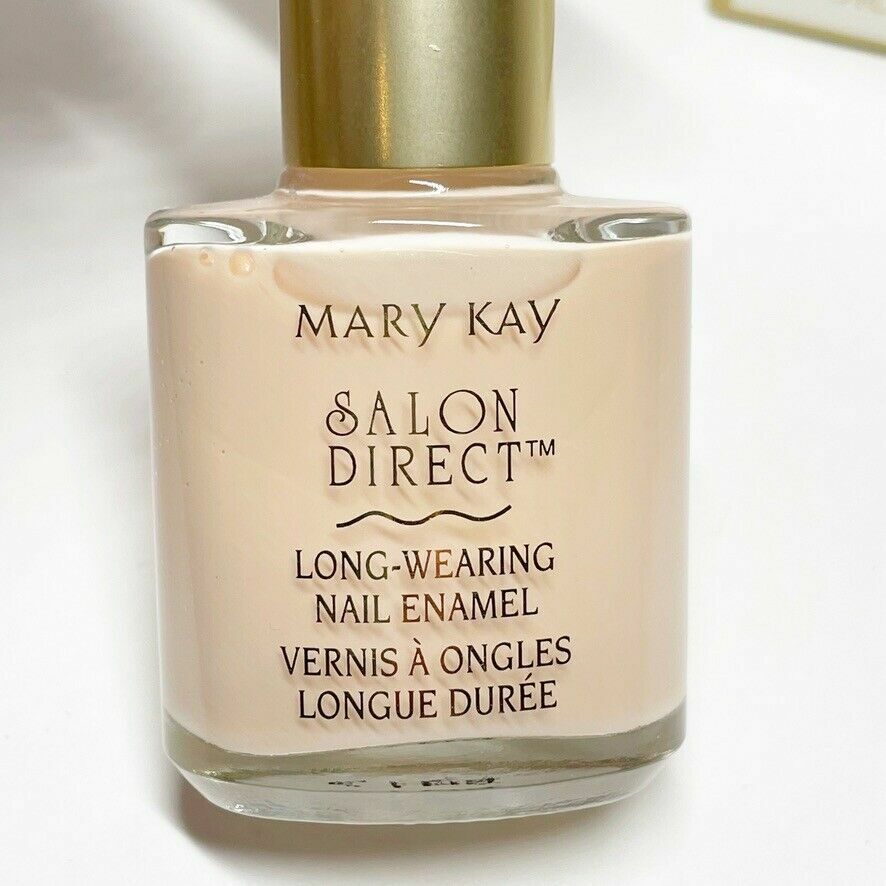 MARY KAY
SALON
DIRECT™
LONG-WEARING
NAIL ENAMEL
VERNIS À ONGLES
LONGUE DURÉE